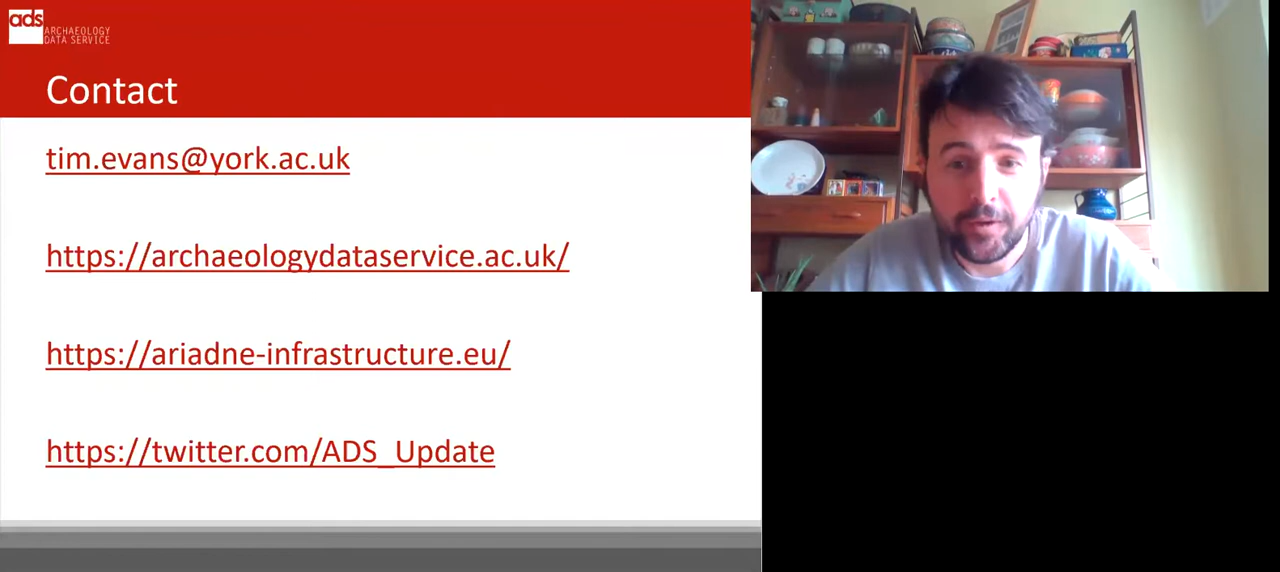 ads
ARCHAEOLOGY
DATA SERVICE
Contact
tim.evans@york.ac.uk
https://archaeologydataservice.ac.uk/
https://ariadne-infrastructure.eu/
https://twitter.com/ADS_Update